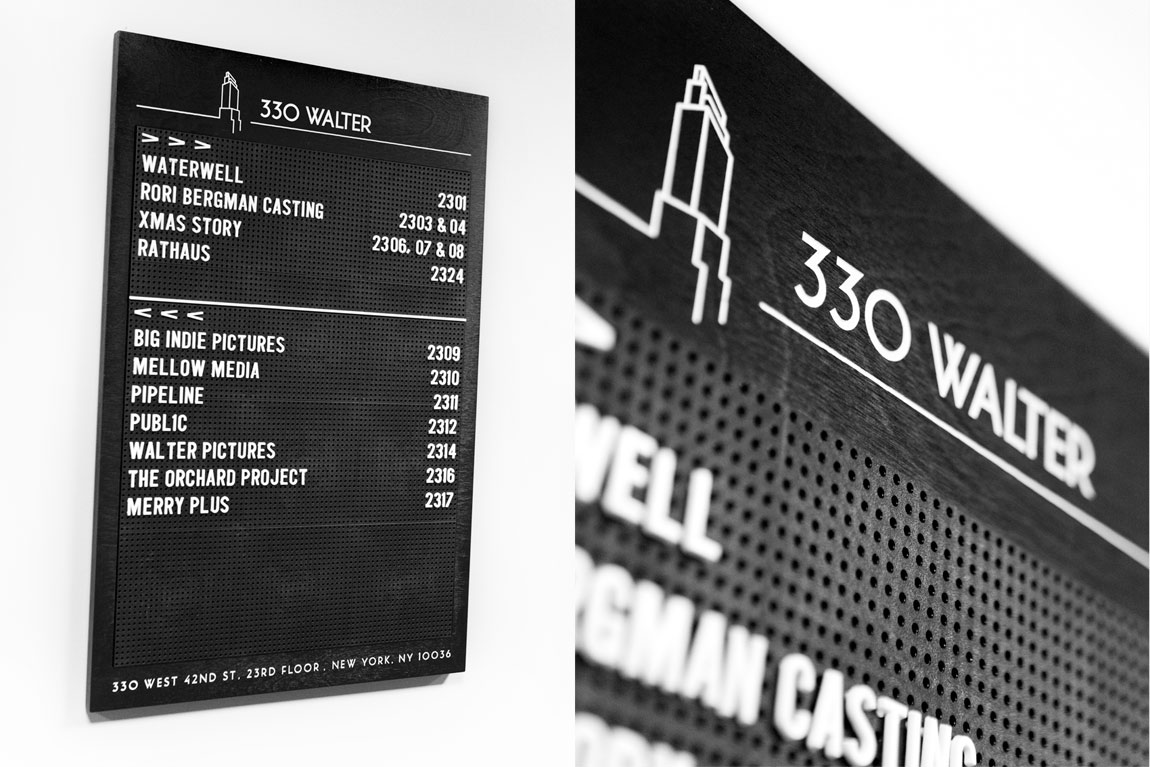 330 WALTER
> > >
WATERWELL 2301
RORI BERGMAN CASTING 2303 & 04
XMAS STORY 2306, 07 & 08
RATHAUS 2324
< < <
BIG INDIE PICTURES 2309
MELLOW MEDIA 2310
PIPELINE 2311
PUBL1C 2312
WALTER PICTURES 2314
THE ORCHARD PROJECT 2316
MERRY PLUS 2317
330 WEST 42ND ST. 23RD FLOOR. NEW YORK. NY 10036
330 WALTER
>
WELL
RGMAN CASTING